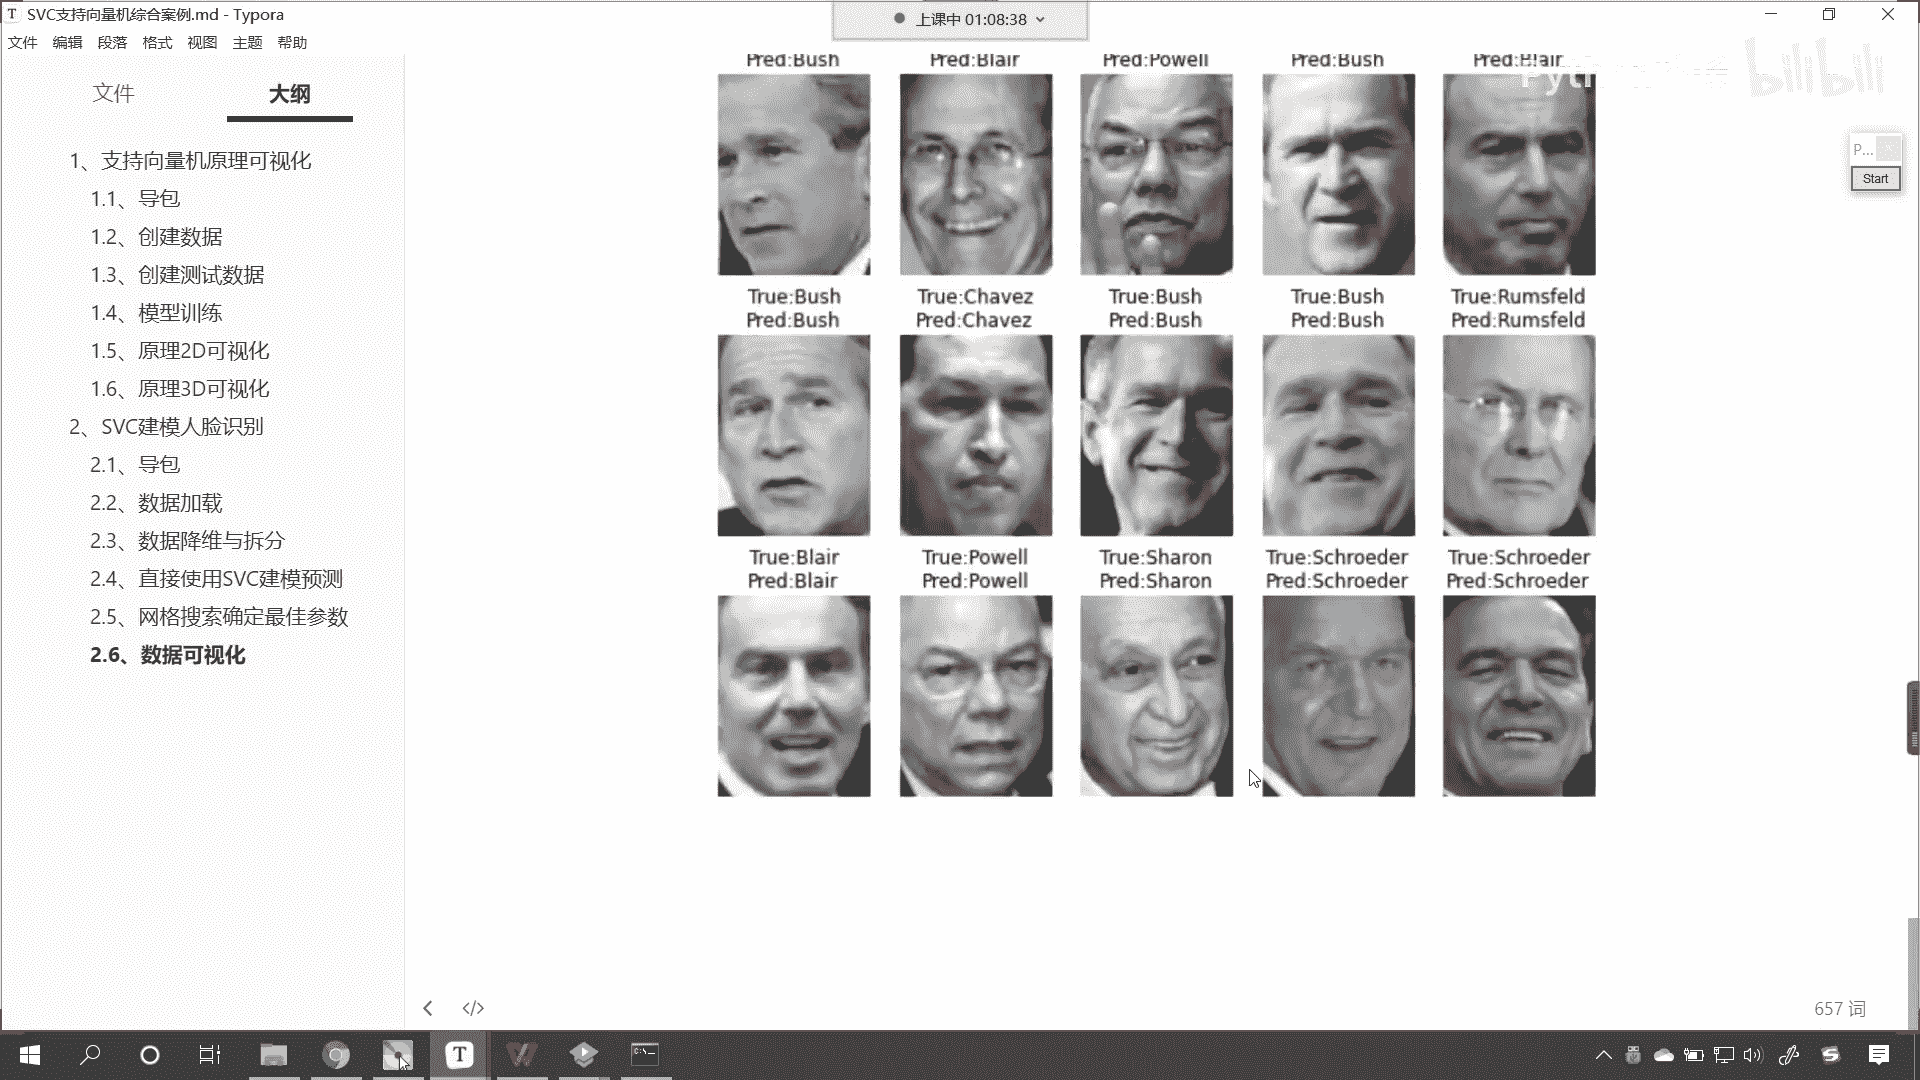 SVC支持向量机综合案例.md - Typora
上课中 01:08:38
文件 编辑 段落 格式 视图 主题 帮助
文件 大纲
1、支持向量机原理可视化
1.1、导包
1.2、创建数据
1.3、创建测试数据
1.4、模型训练
1.5、原理2D可视化
1.6、原理3D可视化
2、SVC建模人脸识别
2.1、导包
2.2、数据加载
2.3、数据降维与拆分
2.4、直接使用SVC建模预测
2.5、网格搜索确定最佳参数
2.6、数据可视化
Pred:Bush Pred:Blair Pred:Powell Pred:Bush Pred:Blair
bilibili
P...
Start
True:Bush True:Chavez True:Bush True:Bush True:Rumsfeld
Pred:Bush Pred:Chavez Pred:Bush Pred:Bush Pred:Rumsfeld
True:Blair True:Powell True:Sharon True:Schroeder True:Schroeder
Pred:Blair Pred:Powell Pred:Sharon Pred:Schroeder Pred:Schroeder
657 词